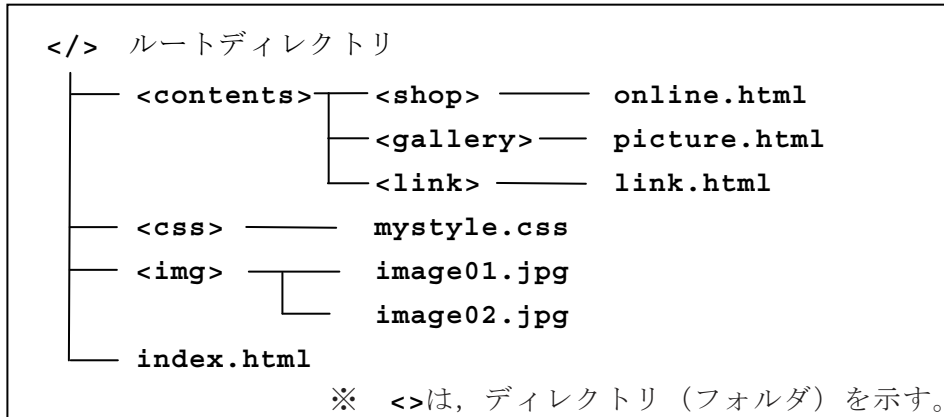 </> ルートディレクトリ
<contents> <shop> online.html
<gallery> picture.html
<link> link.html
<css> mystyle.css
<img> image01.jpg
image02.jpg
index.html
※ <>は，ディレクトリ（フォルダ）を示す。